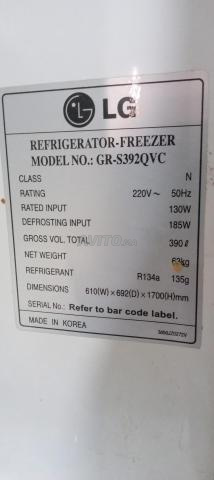 LG
REFRIGERATOR-FREEZER
MODEL NO.: GR-S392QVC
CLASS N
RATING 220V~ 50Hz
RATED INPUT 130W
DEFROSTING INPUT 185W
GROSS VOL. TOTAL 390ℓ
NET WEIGHT 63kg
REFRIGERANT R134a 135g
DIMENSIONS 610(W)×692(D)×1700(H)mm
SERIAL No.: Refer to bar code label.
MADE IN KOREA